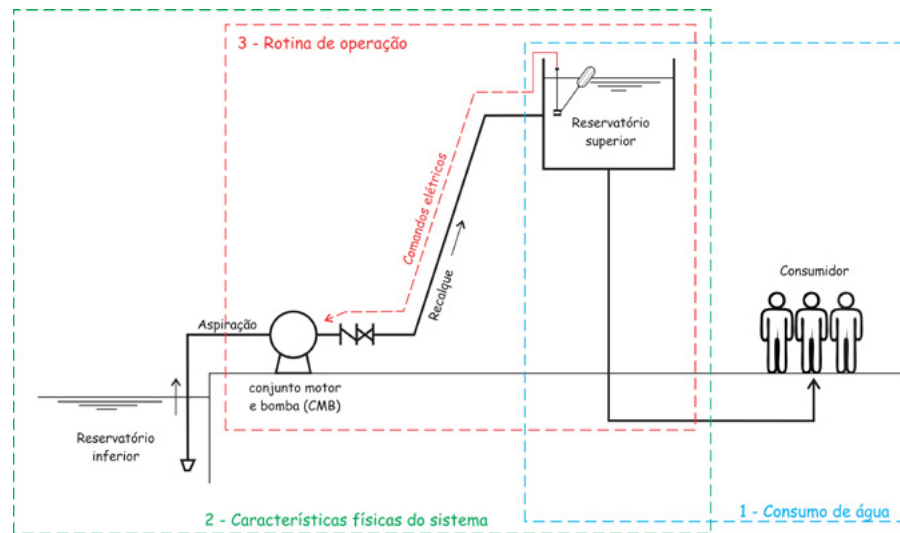 3 - Rotina de operação
Reservatório
superior
Comandos elétricos
Recalque
Consumidor
Aspiração
conjunto motor
e bomba (CMB)
Reservatório
inferior
1 - Consumo de água
2 - Características físicas do sistema